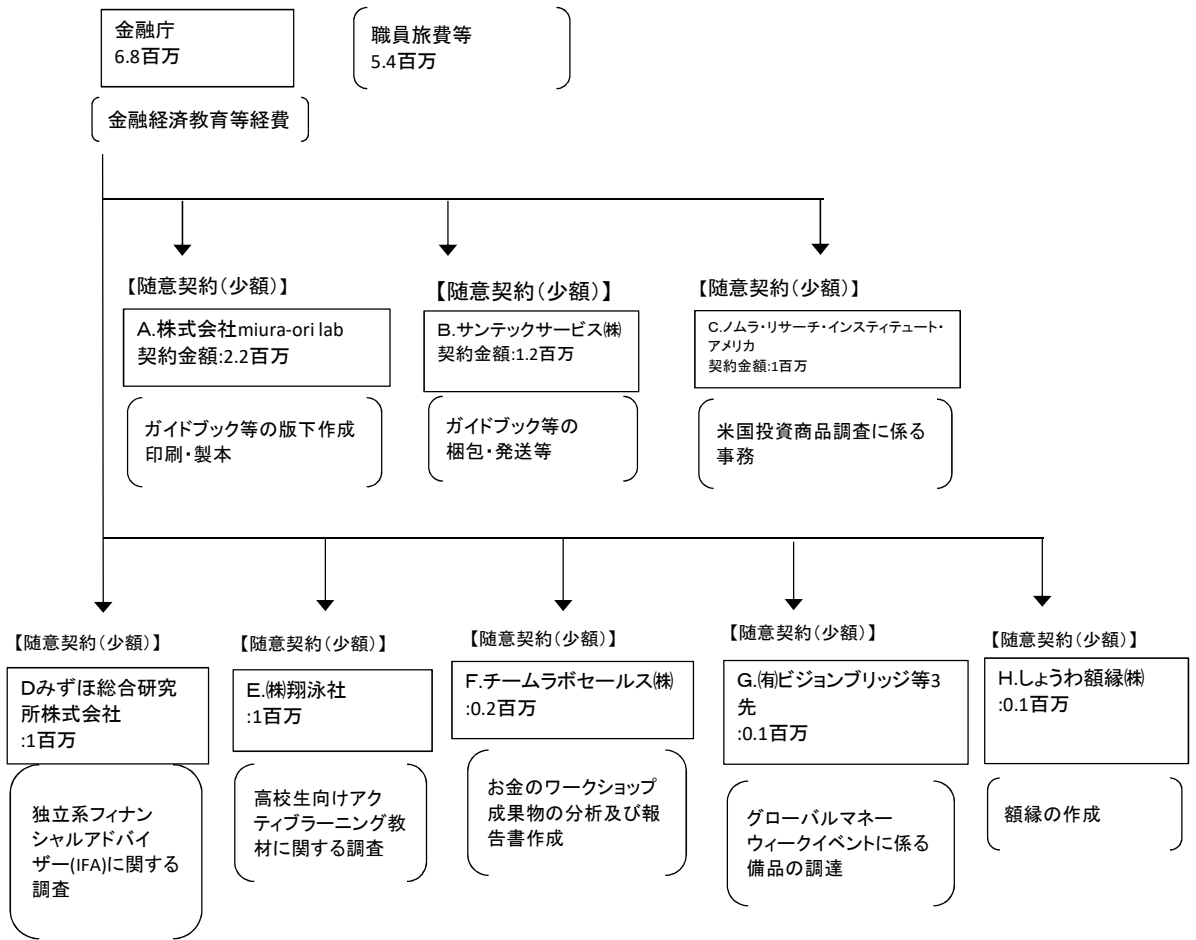 金融庁
6.8百万
職員旅費等
5.4百万
金融経済教育等経費
【随意契約(少額)】
A.株式会社miura-ori lab
契約金額:2.2百万
ガイドブック等の版下作成
印刷・製本
【随意契約(少額)】
B.サンテックサービス㈱
契約金額:1.2百万
ガイドブック等の
梱包・発送等
【随意契約(少額)】
C.ノムラ・リサーチ・インスティテュート・
アメリカ
契約金額:1百万
米国投資商品調査に係る
事務
【随意契約(少額)】
Dみずほ総合研究
所株式会社
:1百万
独立系フィナン
シャルアドバイ
ザー(IFA)に関する
調査
【随意契約(少額)】
E.㈱翔泳社
:1百万
高校生向けアク
ティブラーニング教
材に関する調査
【随意契約(少額)】
F.チームラボセールス㈱
:0.2百万
お金のワークショップ
成果物の分析及び報
告書作成
【随意契約(少額)】
G.㈲ビジョンブリッジ等3
先
:0.1百万
グローバルマネー
ウィークイベントに係る
備品の調達
【随意契約(少額)】
H.しょうわ額縁㈱
:0.1百万
額縁の作成